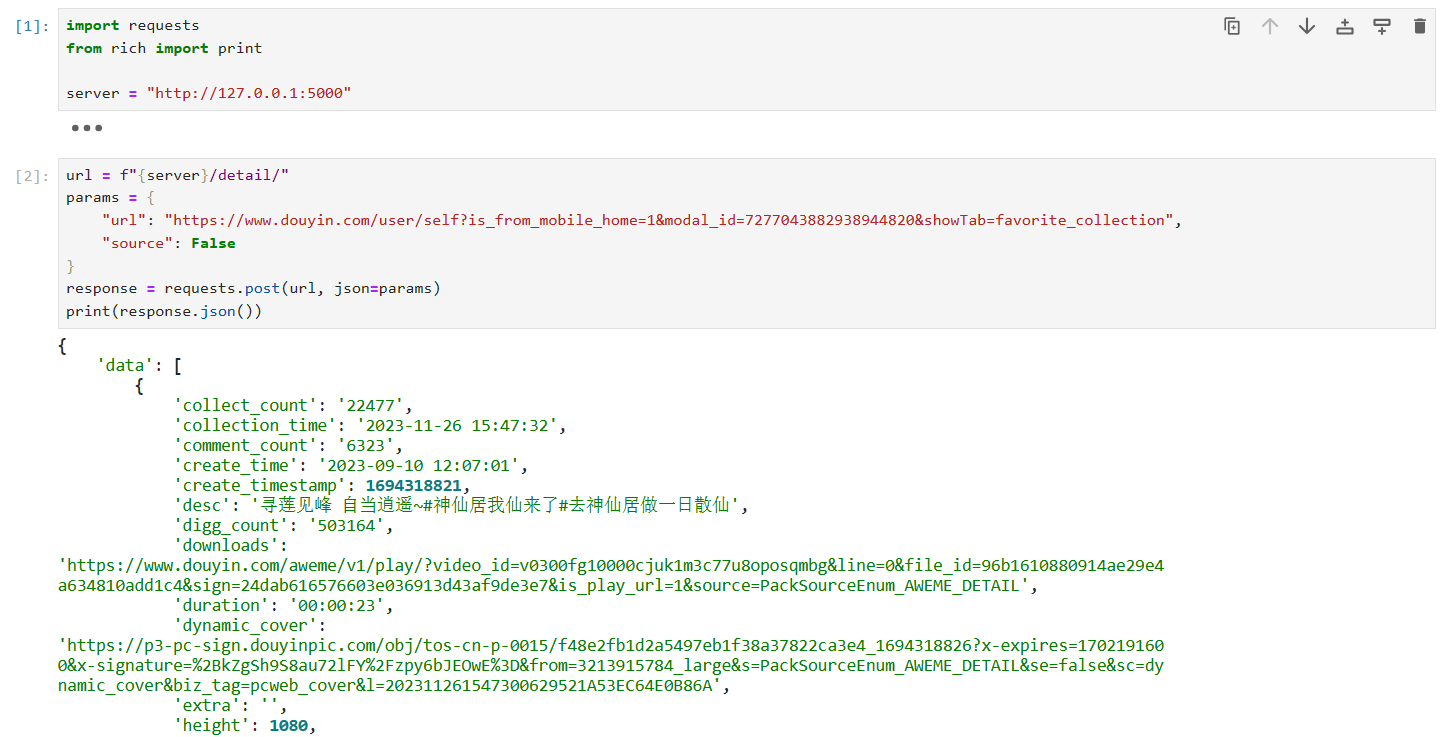 [1]:
import requests
from rich import print
server = "http://127.0.0.1:5000"
[2]:
url = f"{server}/detail/"
params = {
    "url": "https://www.douyin.com/user/self?is_from_mobile_home=1&modal_id=7277043882938944820&showTab=favorite_collection",
    "source": False
}
response = requests.post(url, json=params)
print(response.json())
{
    'data': [
        {
            'collect_count': '22477',
            'collection_time': '2023-11-26 15:47:32',
            'comment_count': '6323',
            'create_time': '2023-09-10 12:07:01',
            'create_timestamp': 1694318821,
            'desc': '寻莲见峰 自当逍遥~#神仙居我仙来了#去神仙居做一日散仙',
            'digg_count': '503164',
            'downloads':
'https://www.douyin.com/aweme/v1/play/?video_id=v0300fg10000cjuk1m3c77u8oposqmbg&line=0&file_id=96b1610880914ae29e4
a634810add1c4&sign=24dab616576603e036913d43af9de3e7&is_play_url=1&source=PackSourceEnum_AWEME_DETAIL',
            'duration': '00:00:23',
            'dynamic_cover':
'https://p3-pc-sign.douyinpic.com/obj/tos-cn-p-0015/f48e2fb1d2a5497eb1f38a37822ca3e4_1694318826?x-expires=170219160
0&x-signature=%2BkZgSh9S8au72lFY%2Fzpy6bJEOwE%3D&from=3213915784_large&s=PackSourceEnum_AWEME_DETAIL&se=false&sc=dy
namic_cover&biz_tag=pcweb_cover&l=202311261547300629521A53EC64E0B86A',
            'extra': '',
            'height': 1080,